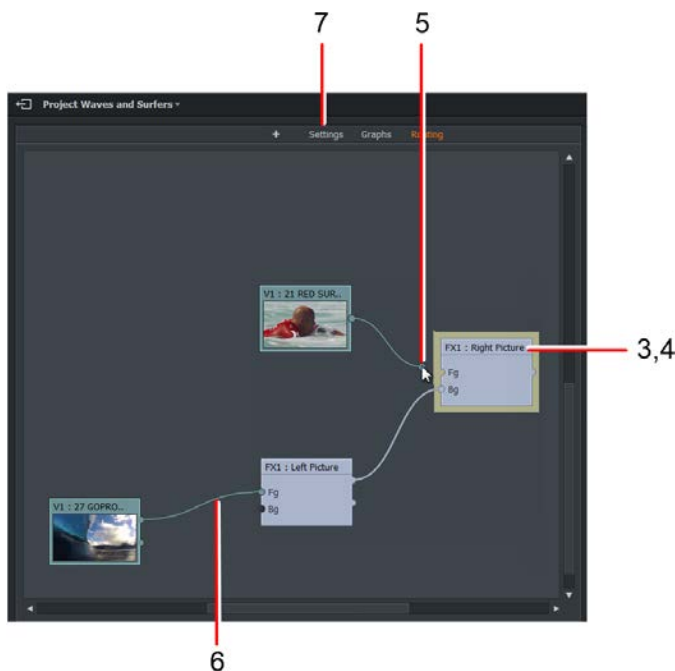 7 5
Project Waves and Surfers
+ Settings Graphs Routing
V1 : 21 RED SUR..
FX1 : Right Picture
3,4
Fg
Bg
FX1 : Left Picture
Fg
Bg
V1 : 27 GOPRO..
6